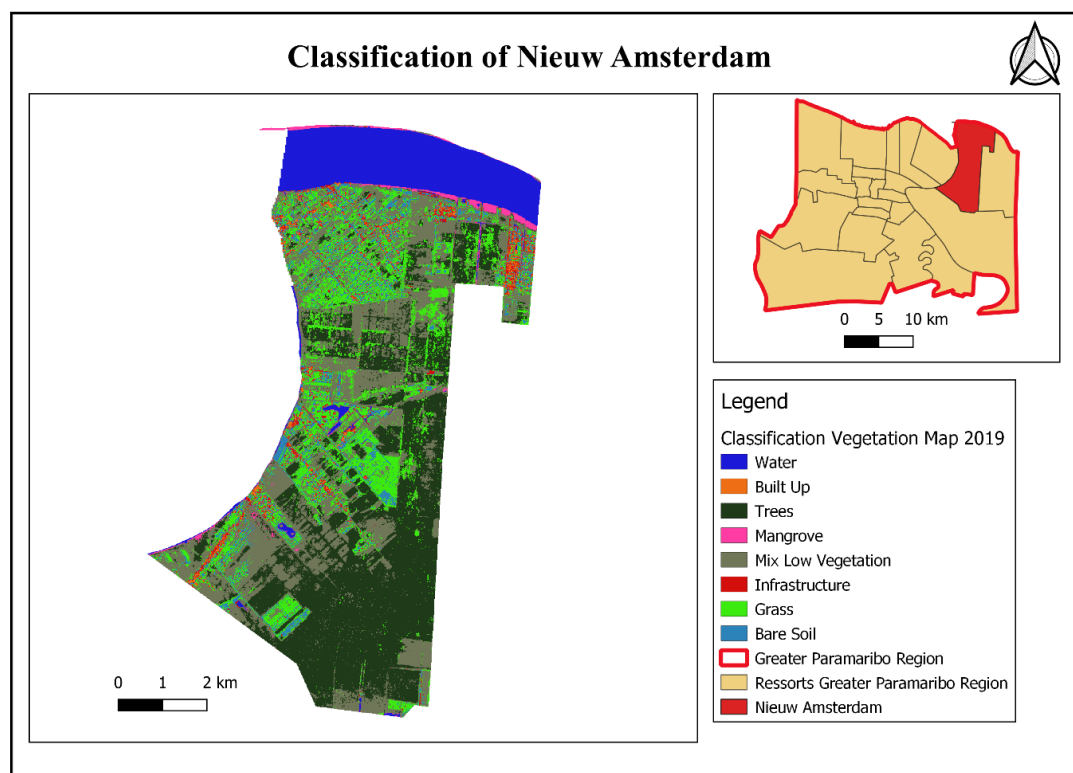 Classification of Nieuw Amsterdam
0 1 2 km
0 5 10 km
Legend
Classification Vegetation Map 2019
Water
Built Up
Trees
Mangrove
Mix Low Vegetation
Infrastructure
Grass
Bare Soil
Greater Paramaribo Region
Ressorts Greater Paramaribo Region
Nieuw Amsterdam